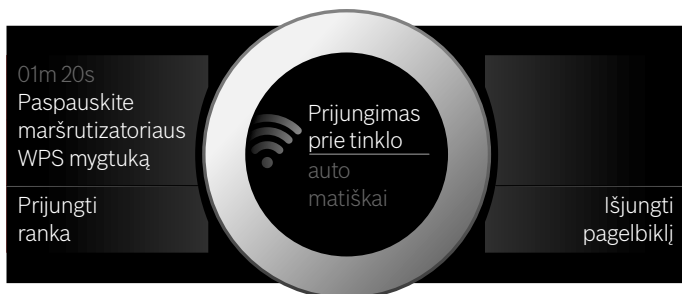 01m 20s
Paspauskite
maršrutizatoriaus
WPS mygtuką
Prijungti
ranka
Prijungimas
prie tinklo
auto
matiškai
Išjungti
pagelbiklį